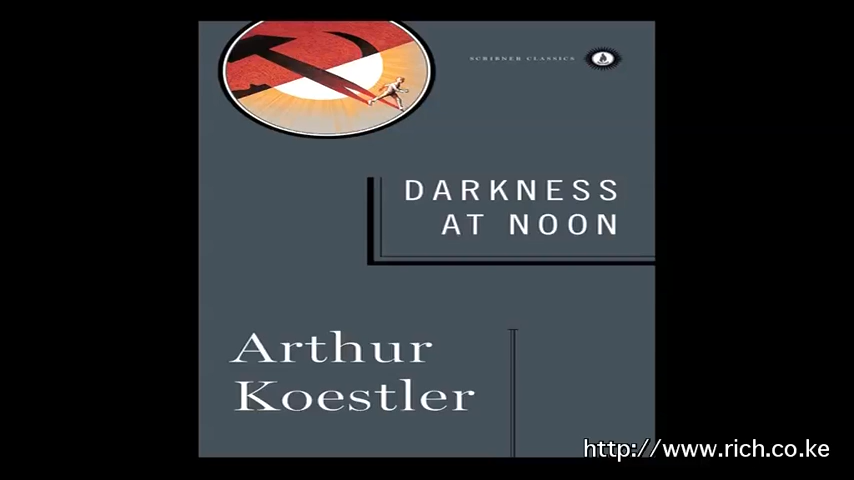 SCRIBNER CLASSICS
DARKNESS
AT NOON
Arthur
Koestler
http://www.rich.co.ke